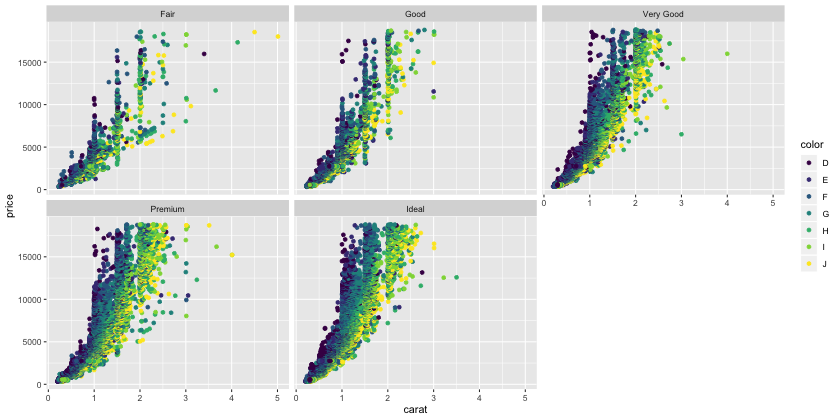 Fair Good Very Good
15000
10000
5000
0
0 1 2 3 4 5
price
Premium Ideal
15000
10000
5000
0
0 1 2 3 4 5 0 1 2 3 4 5
carat
color
D
E
F
G
H
I
J